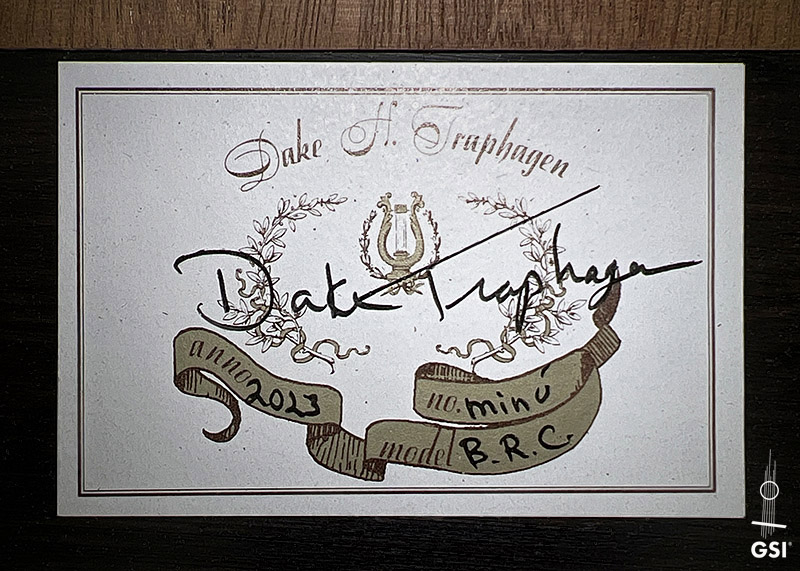 Dake H. Traphagen
Dake Traphagen
anno 2023
no. minú
model B. R. C.
GSI